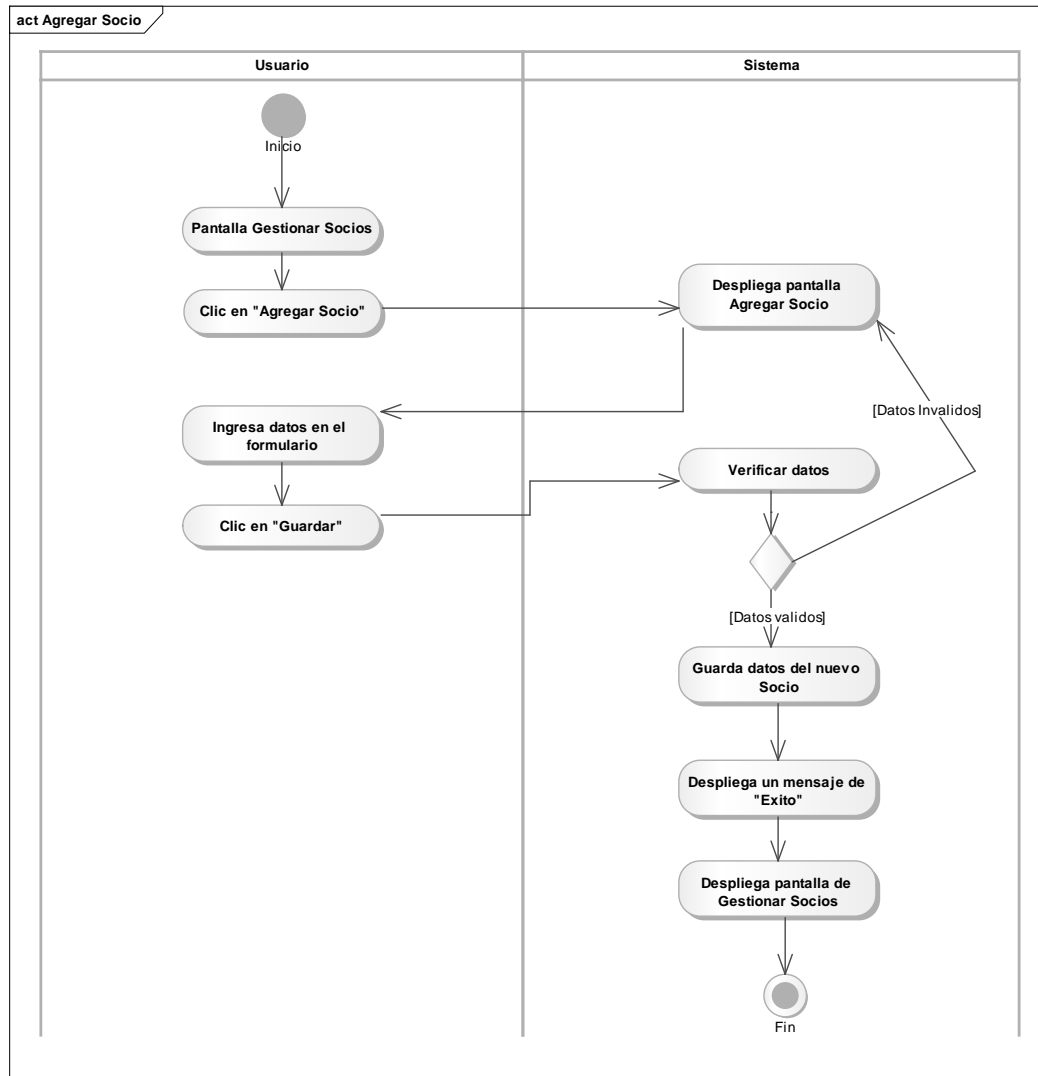 act Agregar Socio
Usuario
Sistema
Inicio
Pantalla Gestionar Socios
Clic en "Agregar Socio"
Despliega pantalla
Agregar Socio
[Datos Invalidos]
Ingresa datos en el
formulario
Verificar datos
Clic en "Guardar"
[Datos validos]
Guarda datos del nuevo
Socio
Despliega un mensaje de
"Exito"
Despliega pantalla de
Gestionar Socios
Fin